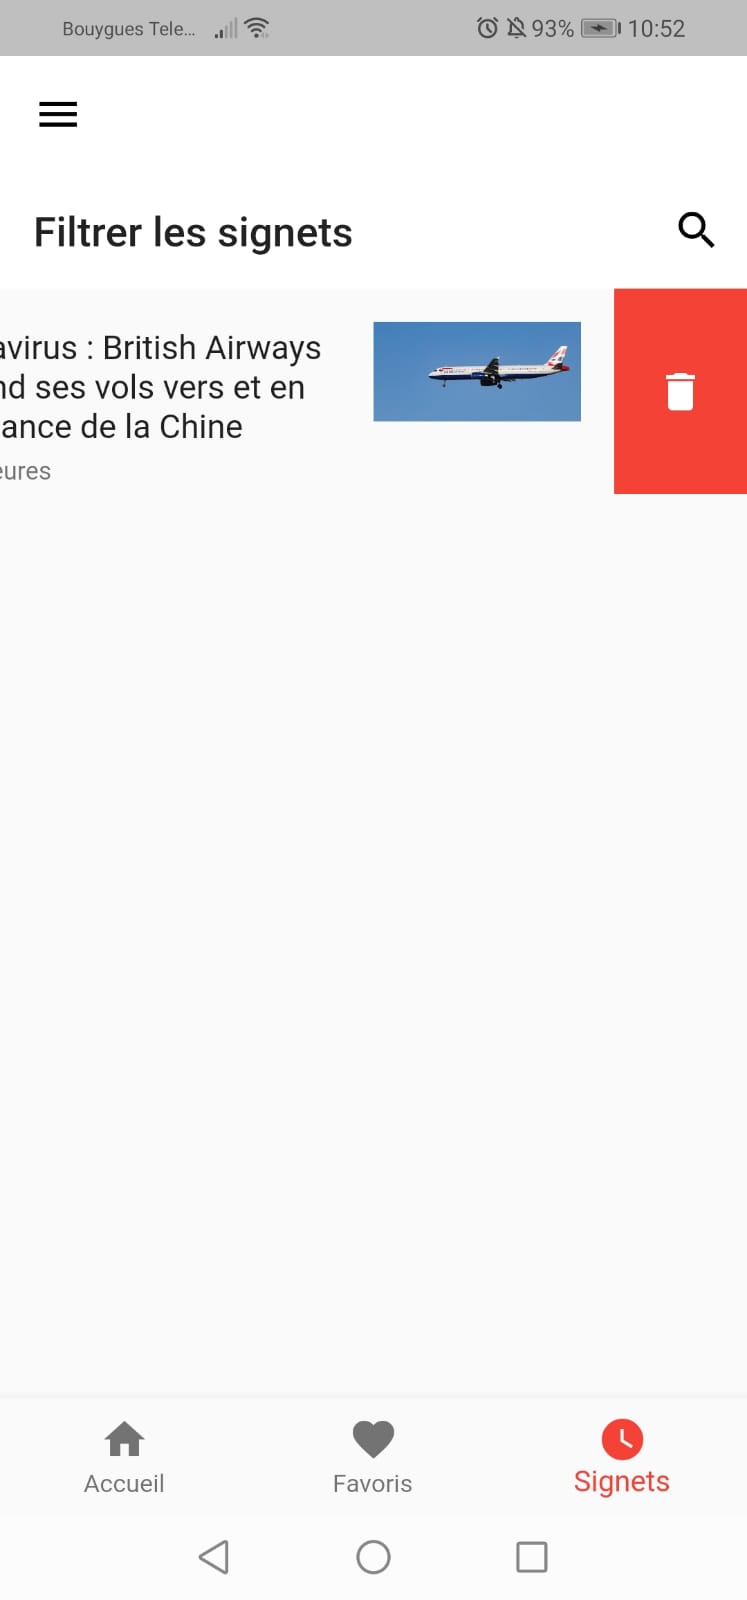 Bouygues Tele... 93% 10:52
Filtrer les signets
avirus : British Airways
nd ses vols vers et en
ance de la Chine
eures
Accueil Favoris Signets